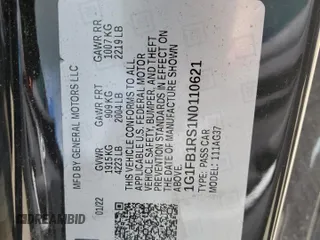 MFD BY GENERAL MOTORS LLC
01/22
GVWR
1915 KG
4223 LB
GAWR FRT
909 KG
2004 LB
GAWR RR
1007 KG
2219 LB
THIS VEHICLE CONFORMS TO ALL
APPLICABLE U.S. FEDERAL MOTOR
VEHICLE SAFETY, BUMPER, AND THEFT
PREVENTION STANDARDS IN EFFECT ON
THE DATE OF MANUFACTURE SHOWN
ABOVE.
1G1FB1RS1N0110621
TYPE: PASS CAR
MODEL: 111AG37
© DREAMBID